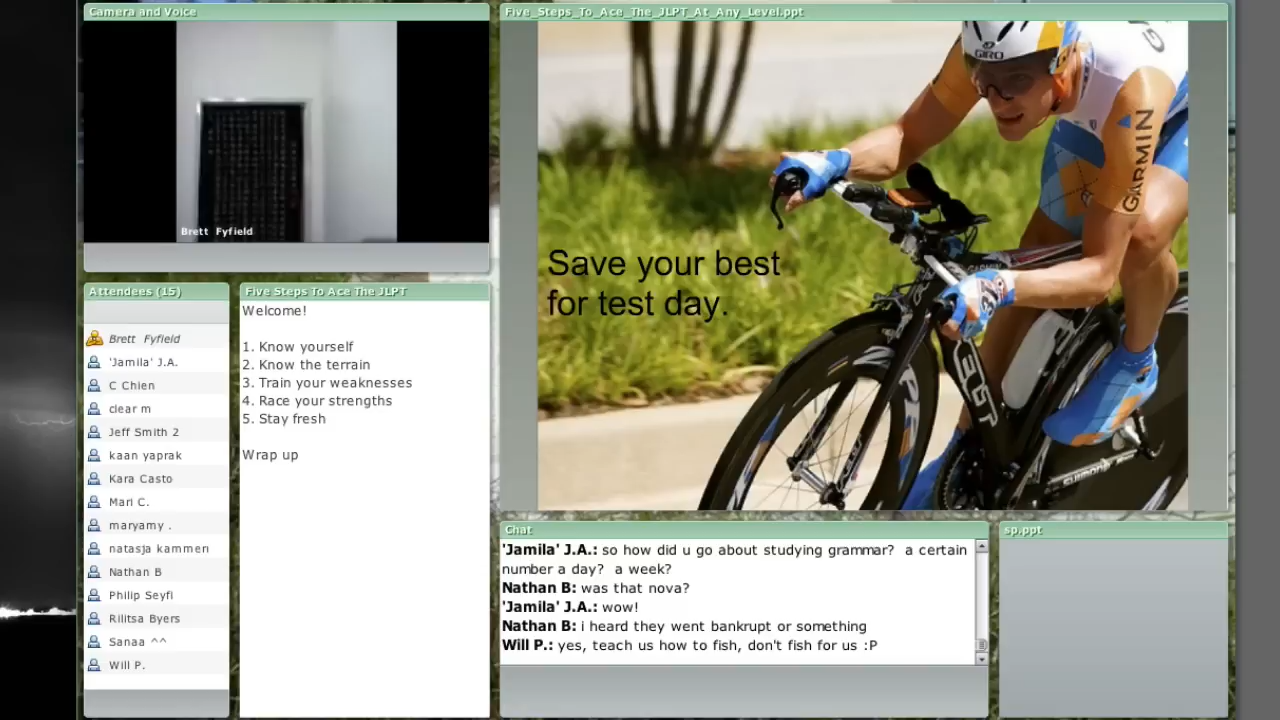 Camera and Voice
Brett Fyfield
Attendees (15)
Brett Fyfield
'Jamila' J.A.
C Chien
clear m
Jeff Smith 2
kaan yaprak
Kara Casto
Mari C.
maryamy .
natasja kammeri
Nathan B
Philip Seyfi
Rilitsa Byers
Sanaa ^^
Will P.
Five Steps To Ace The JLPT
Welcome!
1. Know yourself
2. Know the terrain
3. Train your weaknesses
4. Race your strengths
5. Stay fresh
Wrap up
Five_Steps_To_Ace_The_JLPT_At_Any_Level.ppt
GIRO
GARMIN
Save your best
for test day.
FELT
SHIMANO
Chat
'Jamila' J.A.: so how did u go about studying grammar? a certain
number a day? a week?
Nathan B: was that nova?
'Jamila' J.A.: wow!
Nathan B: i heard they went bankrupt or something
Will P.: yes, teach us how to fish, don't fish for us :P
sp.ppt